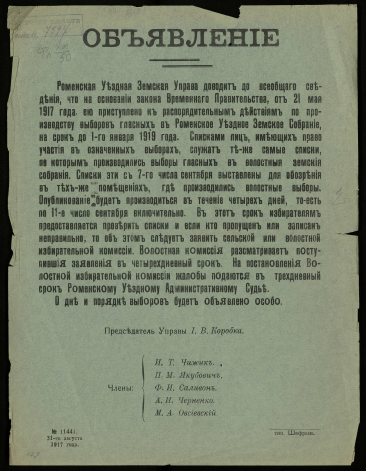 ОБЪЯВЛЕНІЕ
Роменская Уѣздная Земская Управа доводитъ до всеобщаго свѣ-
дѣнія, что на основаніи закона Временнаго Правительства, отъ 21 мая
1917 года, ею приступлено къ распорядительнымъ дѣйствіямъ по про-
изводству выборовъ гласныхъ въ Роменское Уѣздное Земское Собраніе,
на срокъ до 1-го января 1919 года. Списками лицъ, имѣющихъ право
участія въ означенныхъ выборахъ, служатъ тѣ-же самые списки,
по которымъ производились выборы гласныхъ въ волостныя земскія
собранія. Списки эти съ 7-го числа сентября выставлены для обозрѣнія
въ тѣхъ-же помѣщеніяхъ, гдѣ производились волостные выборы.
Опубликованіе будетъ производиться въ теченіе четырехъ дней, то-есть
по 11-е число сентября включительно. Въ этотъ срокъ избирателямъ
предоставляется провѣрить списки и если кто пропущенъ или записанъ
неправильно, то объ этомъ слѣдуетъ заявить сельской или волостной
избирательной комиссіи. Волостная комиссія разсматриваетъ посту-
пившія заявленія въ четырехдневный срокъ. На постановленія Во-
лостной избирательной комиссіи жалобы подаются въ трехдневный
срокъ Роменскому Уѣздному Административному Судьѣ.
О днѣ и порядкѣ выборовъ будетъ объявлено особо.
Предсѣдатель Управы І. В. Коробка.
Члены:
Н. Т. Чижикъ.
П. М. Якубовичъ.
Ф. Н. Саливонъ.
А. И. Черненко.
М. А. Овсіевскій
№ 11441.
31-го августа
1917 года.
тип. Шефрана.